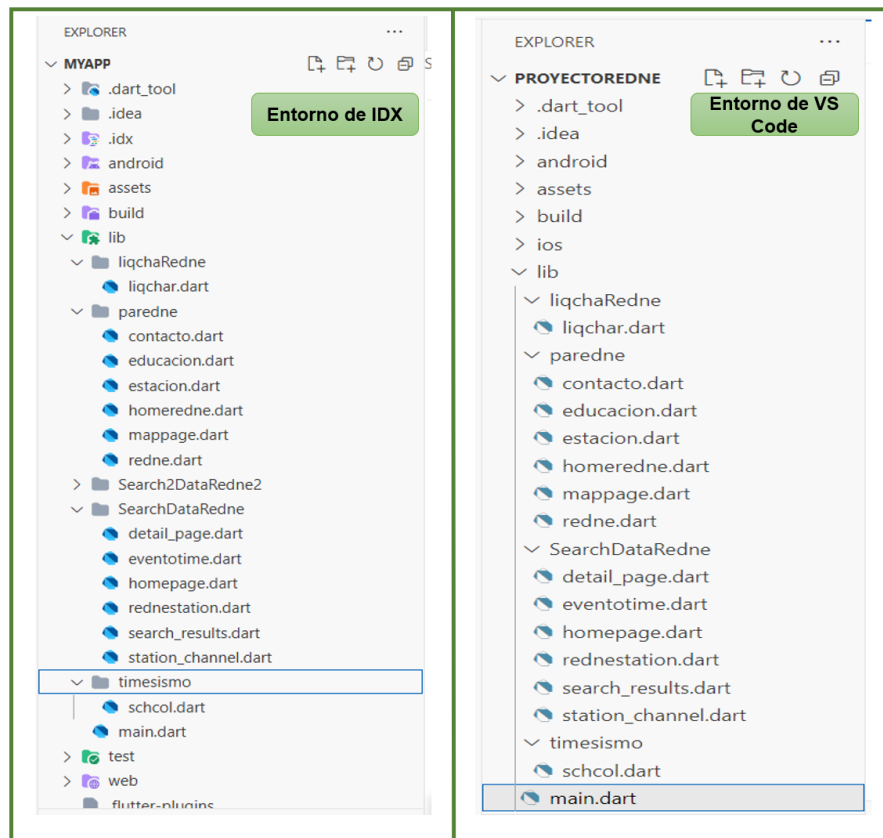 EXPLORER
MYAPP
.dart_tool
.idea
.idx
android
assets
build
lib
liqchaRedne
liqchar.dart
paredne
contacto.dart
educacion.dart
estacion.dart
homeredne.dart
mappage.dart
redne.dart
Search2DataRedne2
SearchDataRedne
detail_page.dart
eventotime.dart
homepage.dart
rednestation.dart
search_results.dart
station_channel.dart
timesismo
schcol.dart
main.dart
test
web
.flutter-plugins
Entorno de IDX
EXPLORER
PROYECTOREDNE
.dart_tool
.idea
android
assets
build
ios
lib
liqchaRedne
liqchar.dart
paredne
contacto.dart
educacion.dart
estacion.dart
homeredne.dart
mappage.dart
redne.dart
SearchDataRedne
detail_page.dart
eventotime.dart
homepage.dart
rednestation.dart
search_results.dart
station_channel.dart
timesismo
schcol.dart
main.dart
Entorno de VS
Code